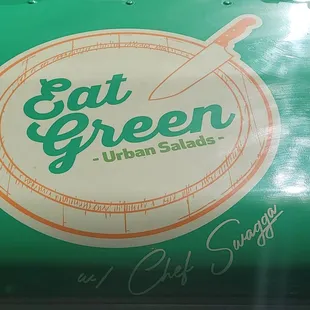 Eat
Green
- Urban Salads -
w/ Chef Swagga